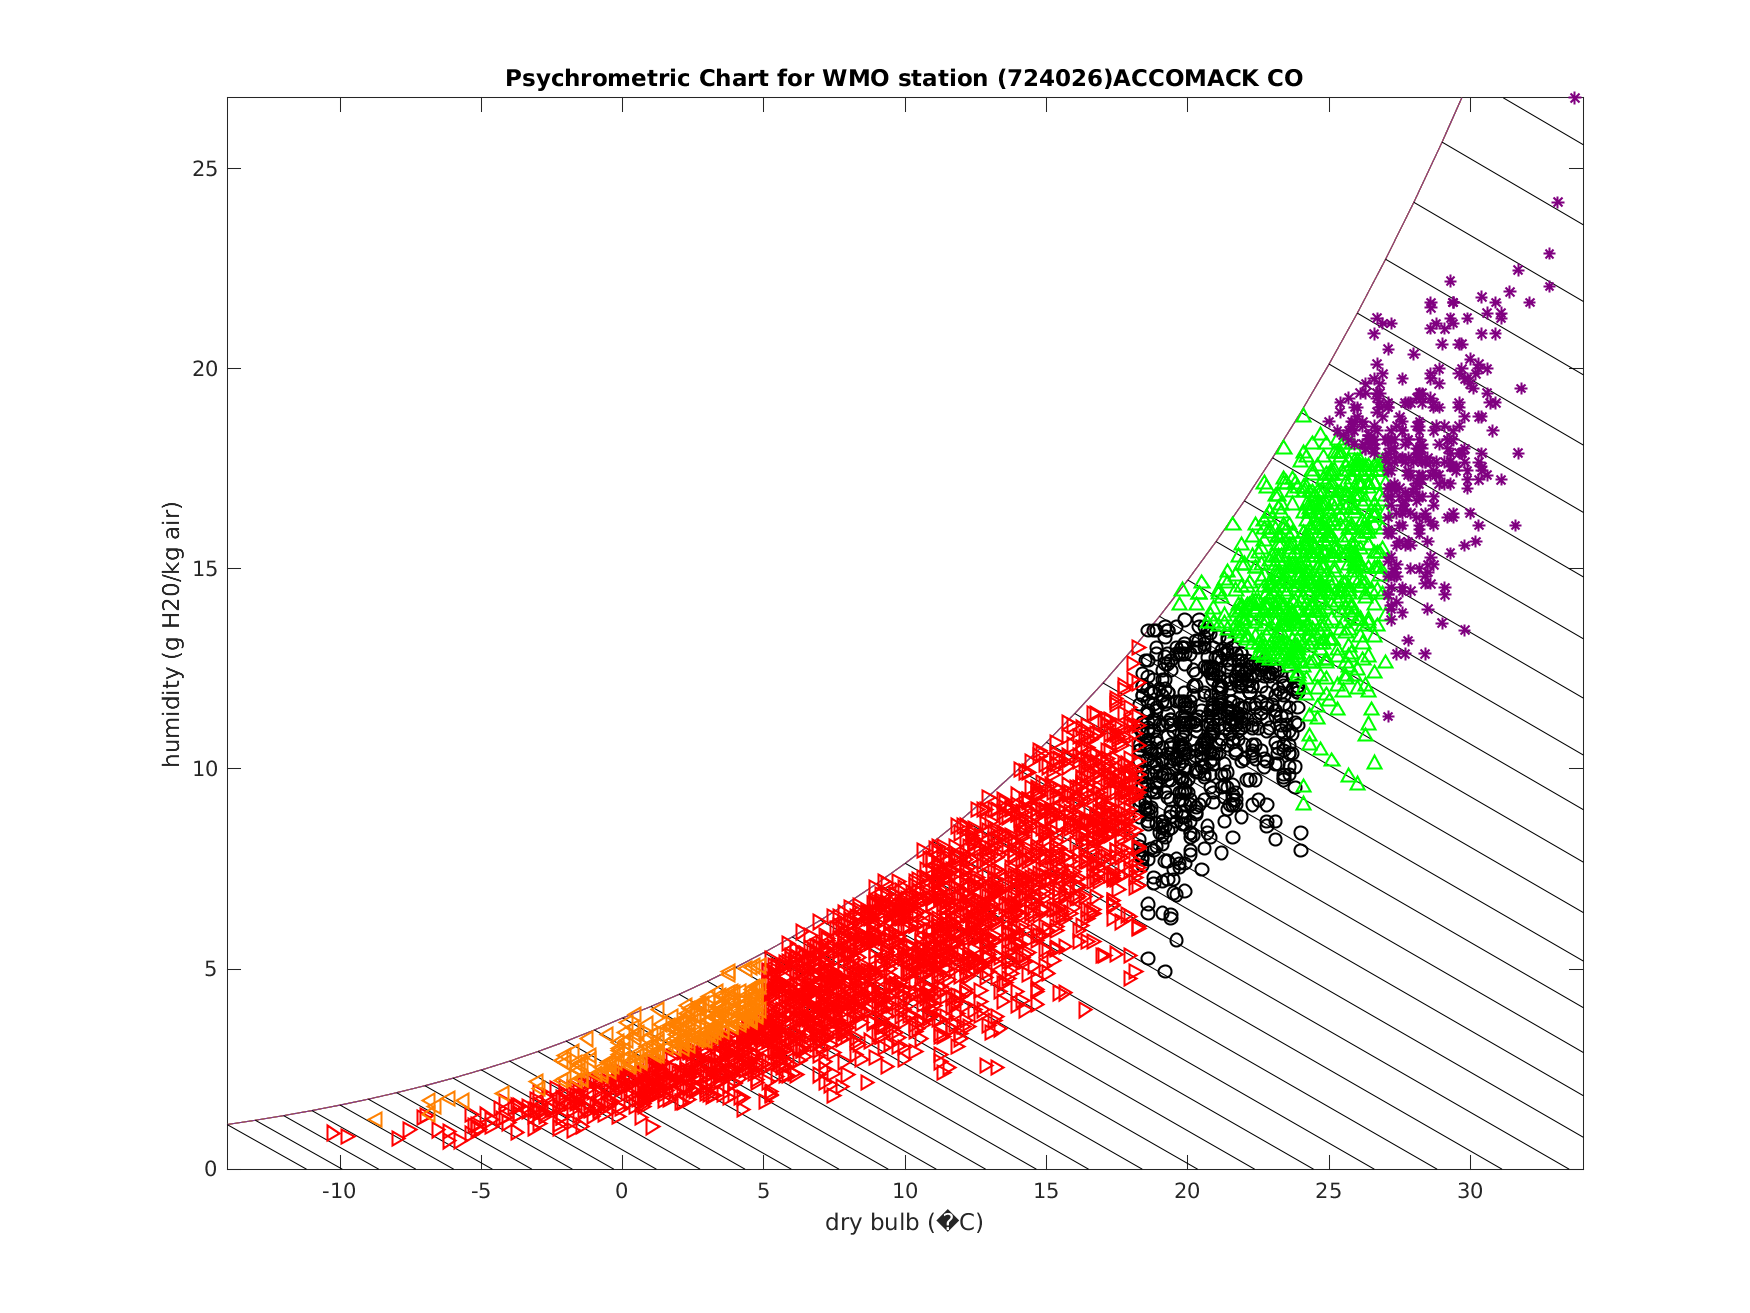 Psychrometric Chart for WMO station (724026)ACCOMACK CO
humidity (g H20/kg air)
25
20
15
10
5
0
-10 -5 0 5 10 15 20 25 30
dry bulb (�C)